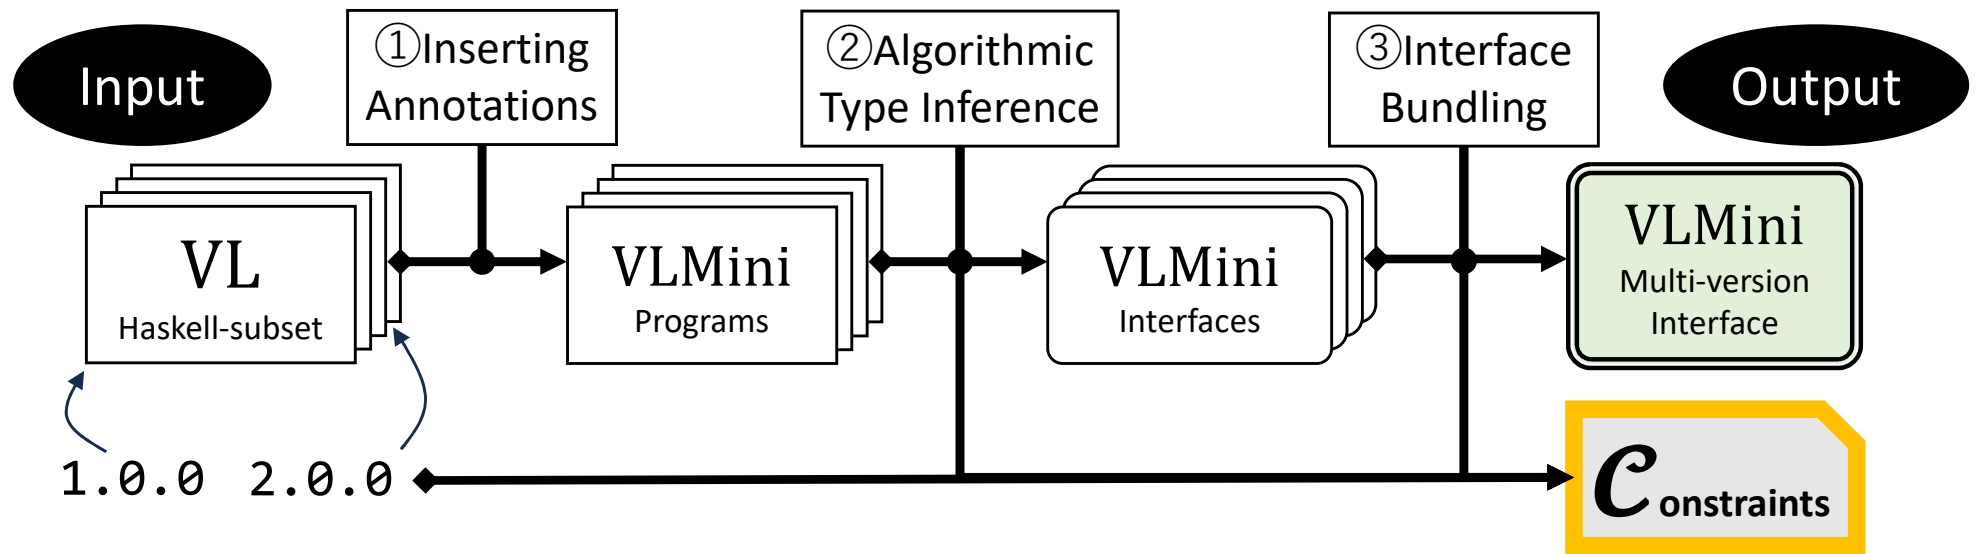 Input
①Inserting
Annotations
②Algorithmic
Type Inference
③Interface
Bundling
Output
VL
Haskell-subset
VLMini
Programs
VLMini
Interfaces
VLMini
Multi-version
Interface
1.0.0 2.0.0
Constraints